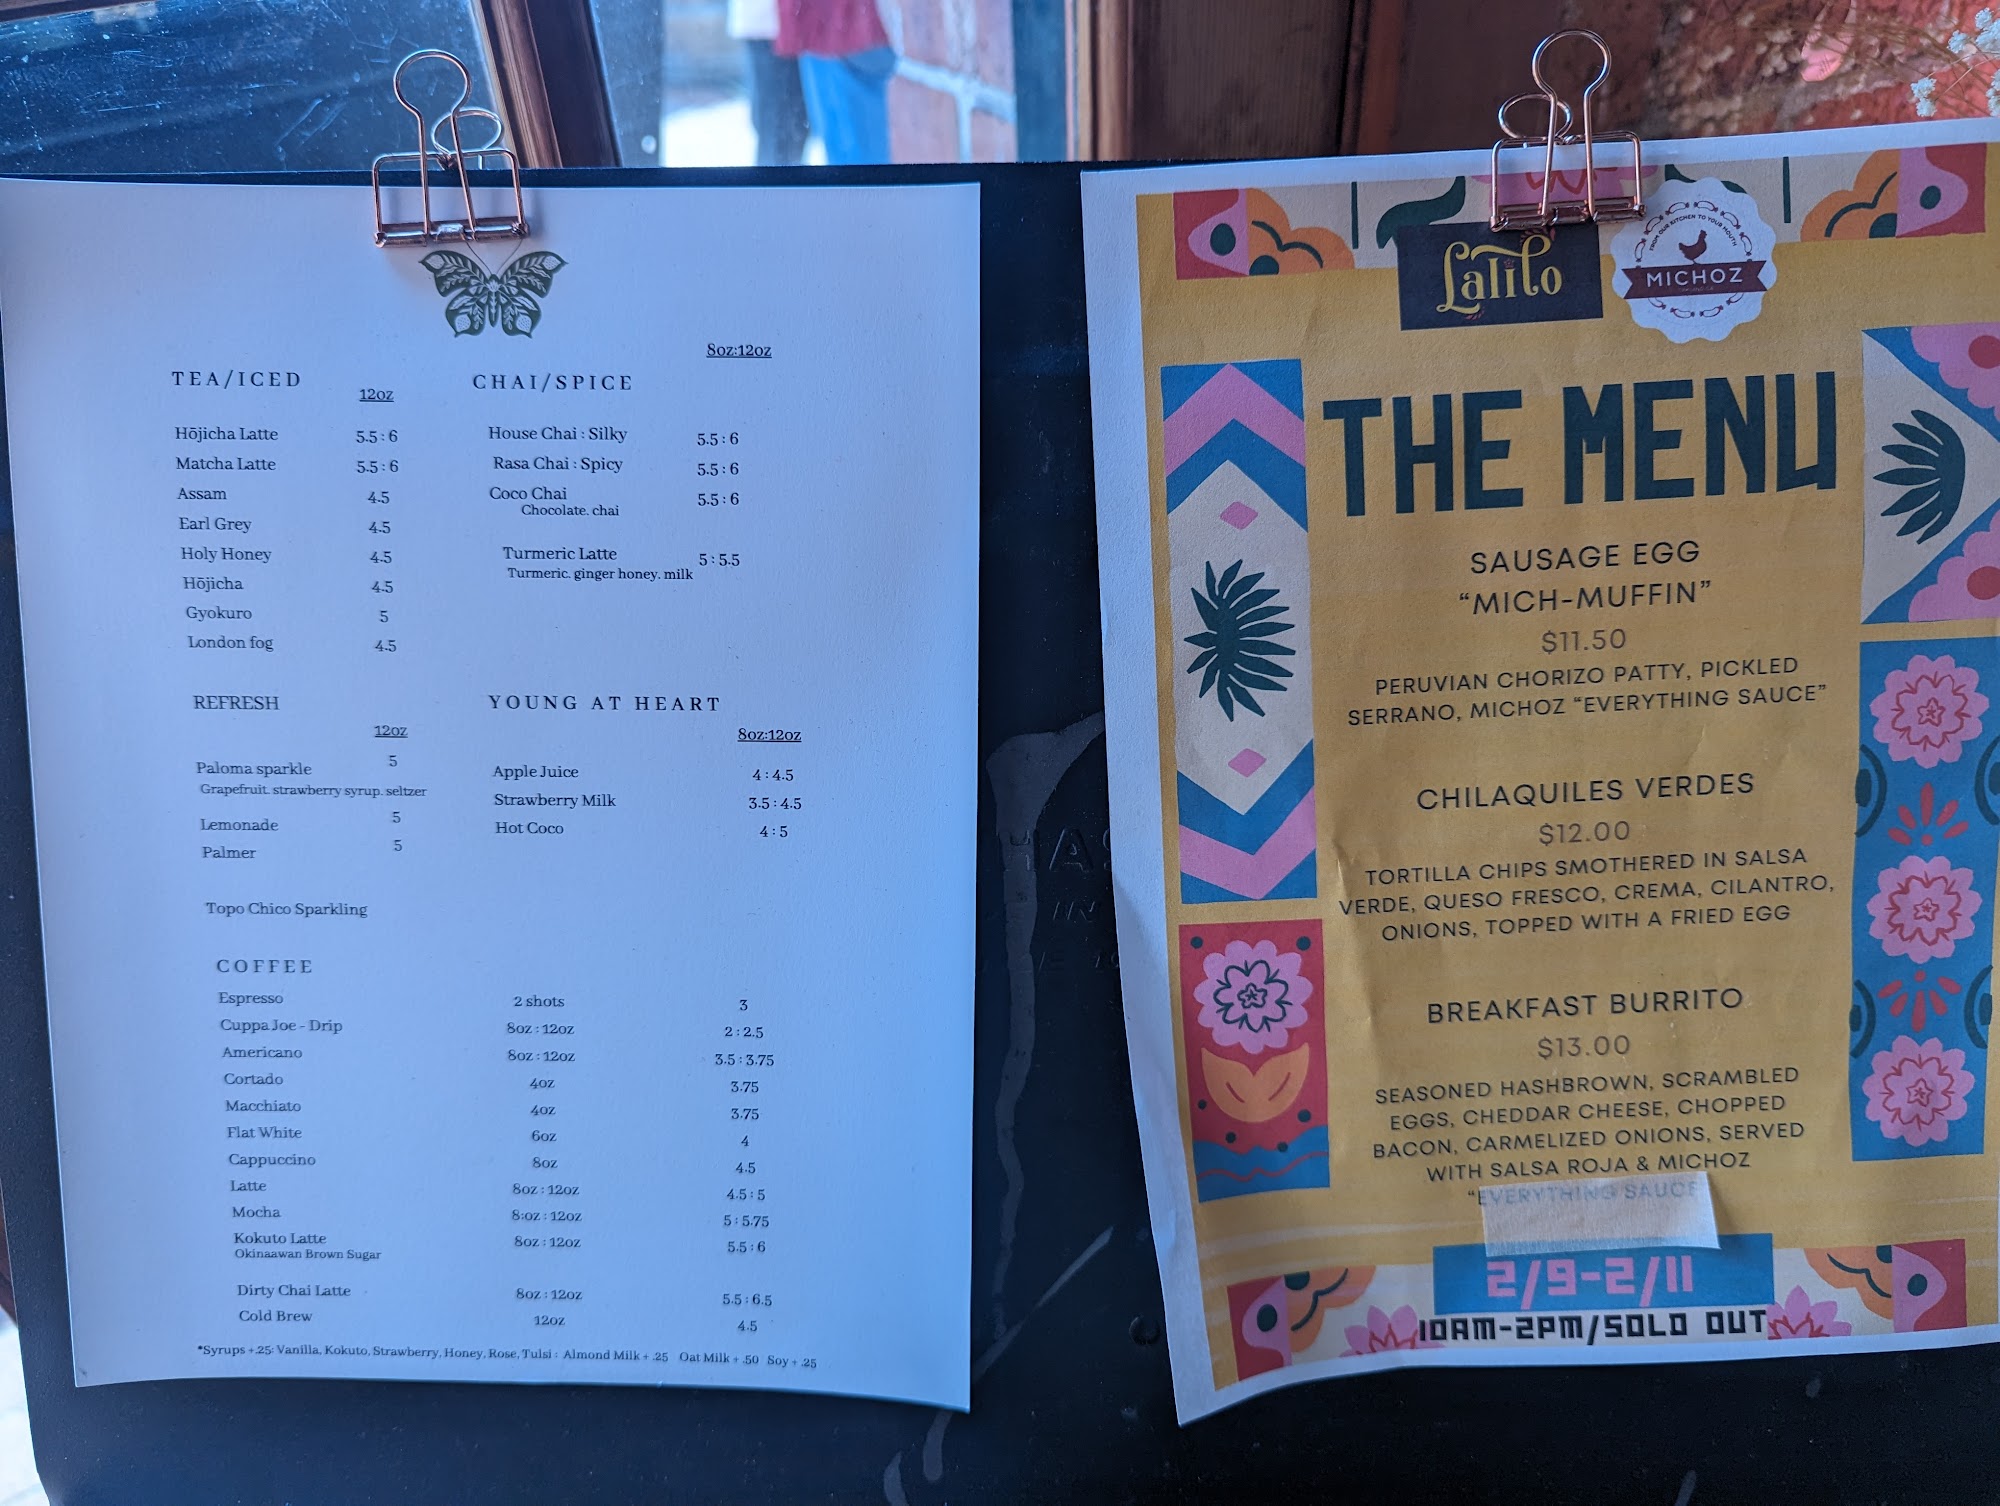 8oz:12oz
TEA/ICED
12oz
Hōjicha Latte 5.5 : 6
Matcha Latte 5.5 : 6
Assam 4.5
Earl Grey 4.5
Holy Honey 4.5
Hōjicha 4.5
Gyokuro 5
London fog 4.5
CHAI/SPICE
House Chai : Silky 5.5 : 6
Rasa Chai : Spicy 5.5 : 6
Coco Chai 5.5 : 6
Chocolate. chai
Turmeric Latte 5 : 5.5
Turmeric. ginger honey. milk
REFRESH
12oz
Paloma sparkle 5
Grapefruit. strawberry syrup. seltzer
Lemonade 5
Palmer 5
Topo Chico Sparkling
YOUNG AT HEART
8oz:12oz
Apple Juice 4 : 4.5
Strawberry Milk 3.5 : 4.5
Hot Coco 4 : 5
COFFEE
Espresso 2 shots 3
Cuppa Joe - Drip 8oz : 12oz 2 : 2.5
Americano 8oz : 12oz 3.5 : 3.75
Cortado 4oz 3.75
Macchiato 4oz 3.75
Flat White 6oz 4
Cappuccino 8oz 4.5
Latte 8oz : 12oz 4.5 : 5
Mocha 8:oz : 12oz 5 : 5.75
Kokuto Latte 8oz : 12oz 5.5 : 6
Okinaawan Brown Sugar
Dirty Chai Latte 8oz : 12oz 5.5 : 6.5
Cold Brew 12oz 4.5
*Syrups +.25: Vanilla, Kokuto, Strawberry, Honey, Rose, Tulsi : Almond Milk + .25 Oat Milk + .50 Soy + .25
Lalito
FROM OUR KITCHEN TO YOUR MOUTH
MICHOZ
THE MENU
SAUSAGE EGG
"MICH-MUFFIN"
$11.50
PERUVIAN CHORIZO PATTY, PICKLED
SERRANO, MICHOZ "EVERYTHING SAUCE"
CHILAQUILES VERDES
$12.00
TORTILLA CHIPS SMOTHERED IN SALSA
VERDE, QUESO FRESCO, CREMA, CILANTRO,
ONIONS, TOPPED WITH A FRIED EGG
BREAKFAST BURRITO
$13.00
SEASONED HASHBROWN, SCRAMBLED
EGGS, CHEDDAR CHEESE, CHOPPED
BACON, CARMELIZED ONIONS, SERVED
WITH SALSA ROJA & MICHOZ
"EVERYTHING SAUCE
2/9-2/11
10AM-2PM/SOLD OUT